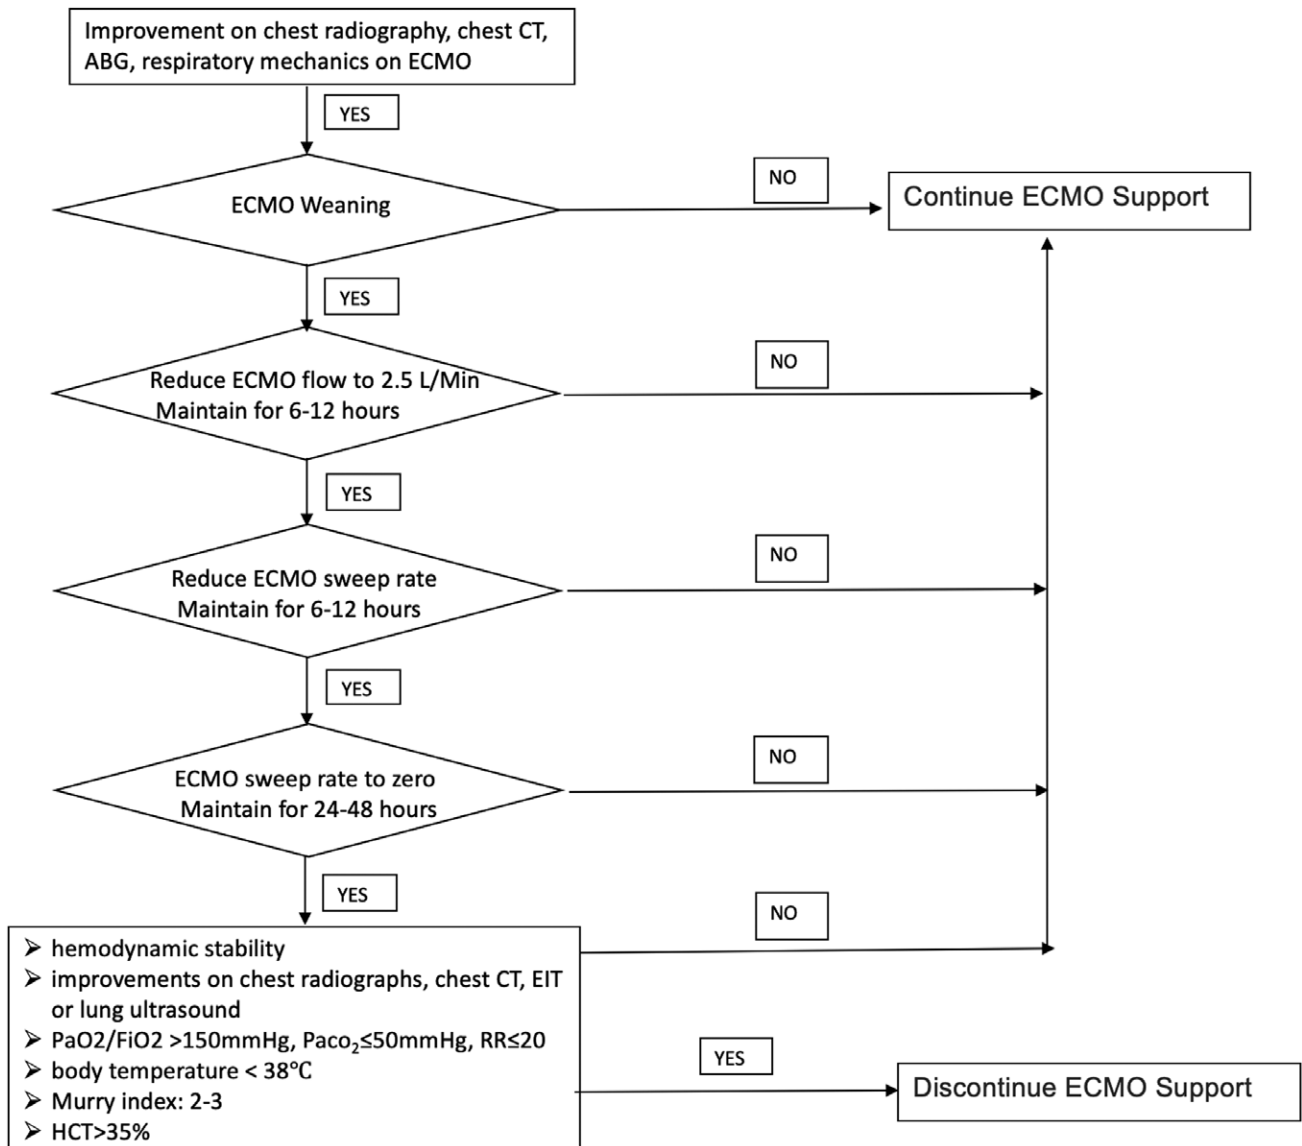 Improvement on chest radiography, chest CT,
ABG, respiratory mechanics on ECMO
YES
ECMO Weaning
NO
Continue ECMO Support
YES
Reduce ECMO flow to 2.5 L/Min
Maintain for 6-12 hours
NO
YES
Reduce ECMO sweep rate
Maintain for 6-12 hours
NO
YES
ECMO sweep rate to zero
Maintain for 24-48 hours
NO
YES
NO
➢ hemodynamic stability
➢ improvements on chest radiographs, chest CT, EIT
or lung ultrasound
➢ PaO2/FiO2 >150mmHg, Paco₂≤50mmHg, RR≤20
➢ body temperature < 38℃
➢ Murry index: 2-3
➢ HCT>35%
YES
Discontinue ECMO Support